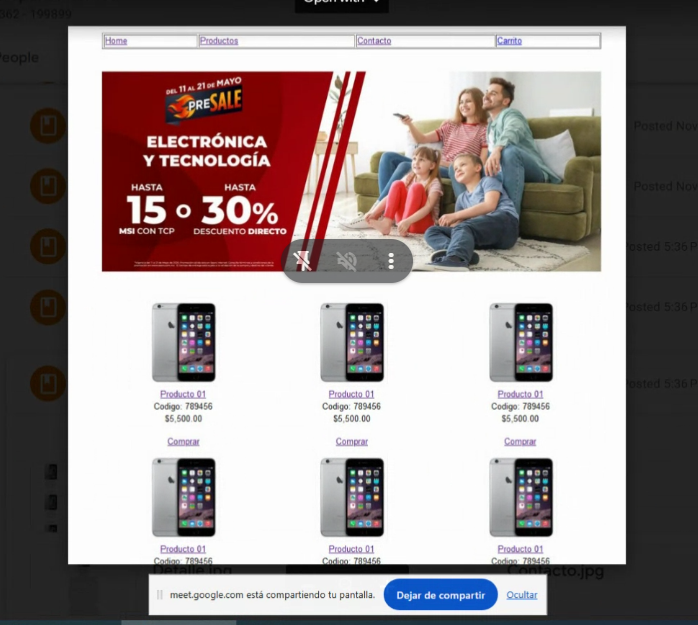 Open with
862 - 199899
Home
Productos
Contacto
Carrito
People
DEL 11 AL 21 DE MAYO
PRESALE
ELECTRÓNICA
Y TECNOLOGÍA
HASTA
HASTA
15 o 30%
MSI CON TCP
DESCUENTO DIRECTO
Posted Nov
Posted Nov
Posted 5:36 P
Posted 5:36 P
Posted 5:36 P
Producto 01
Producto 01
Producto 01
Codigo: 789456
Codigo: 789456
Codigo: 789456
$5,500.00
$5,500.00
$5,500.00
Comprar
Comprar
Comprar
Producto 01
Producto 01
Producto 01
Codigo: 789456
Codigo: 789456
Codigo: 789456
Detalle.jpg
Contacto.jpg
meet.google.com está compartiendo tu pantalla.
Dejar de compartir
Ocultar